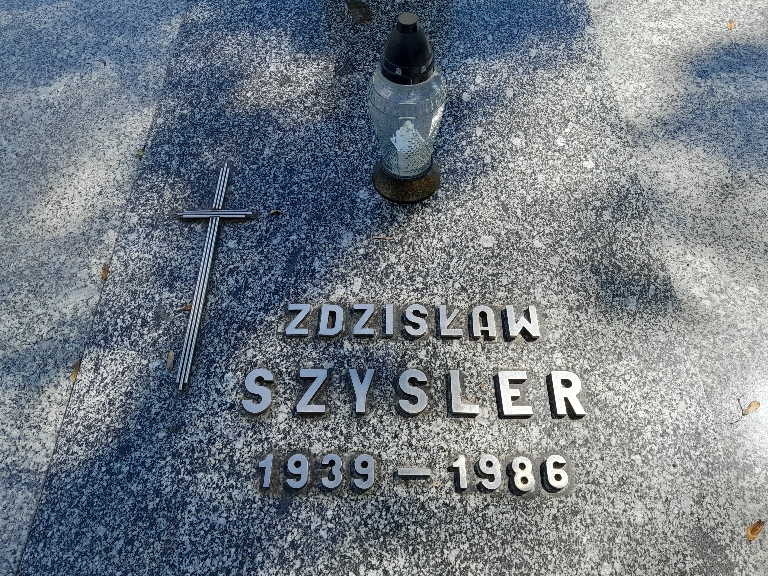 ZDZISŁAW
SZYSLER
1939 – 1986